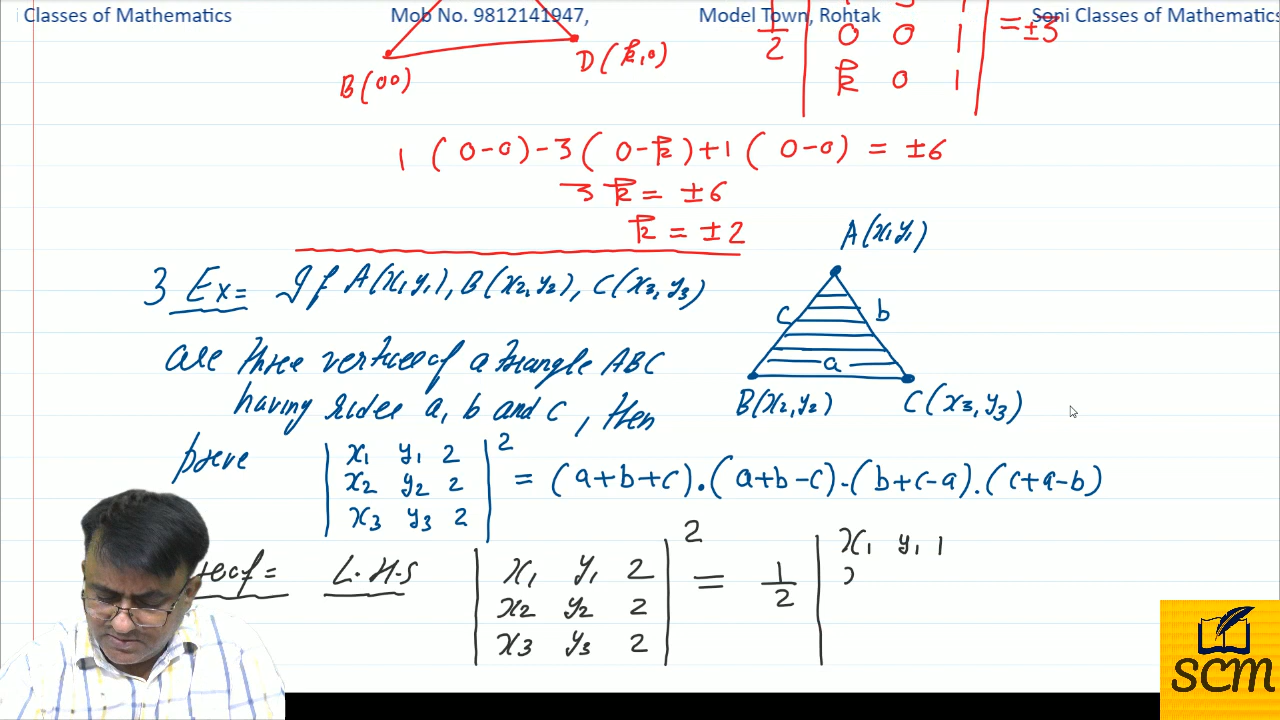 Classes of Mathematics Mob No. 9812141947, Model Town, Rohtak Soni Classes of Mathematics
B(00) D(k,0) 1/2 | 0 0 1 | = ±3
k 0 1
1 (0-0)-3(0-k)+1(0-0) = ±6
3k = ±6
k = ±2
3 Ex= If A(x1,y1), B(x2,y2), C(x3,y3)
are three vertices of a triangle ABC
having sides a, b and c, then
prove
| x1 y1 2 |
| x2 y2 2 |
| x3 y3 2 |² = (a+b+c).(a+b-c).(b+c-a).(c+a-b)
A(x1,y1)
c b
a
B(x2,y2) C(x3,y3)
L.H.S
| x1 y1 2 |
| x2 y2 2 |
| x3 y3 2 |² = 1/2 | x1 y1 1
SCM